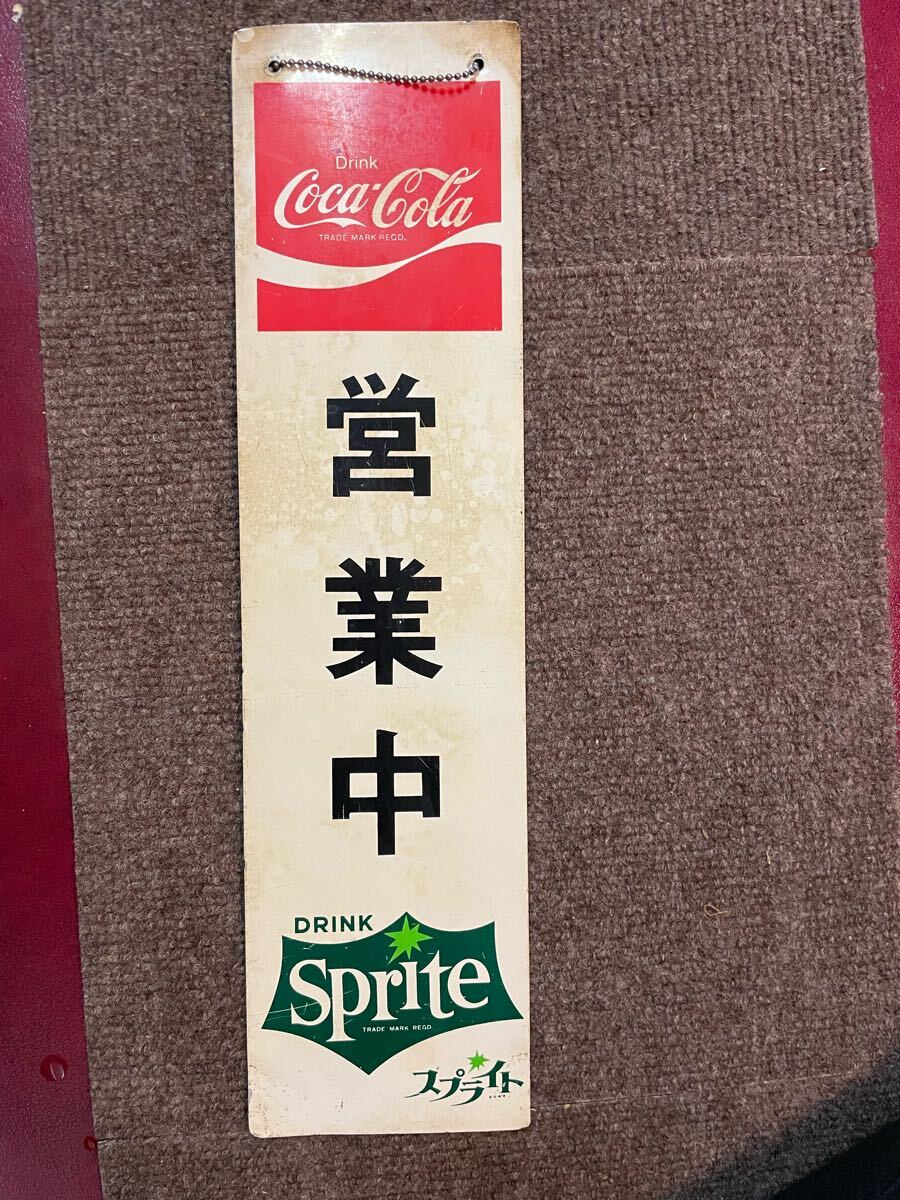 Drink
Coca-Cola
TRADE MARK REGD.
営
業
中
DRINK
Sprite
TRADE MARK REGD.
スプライト